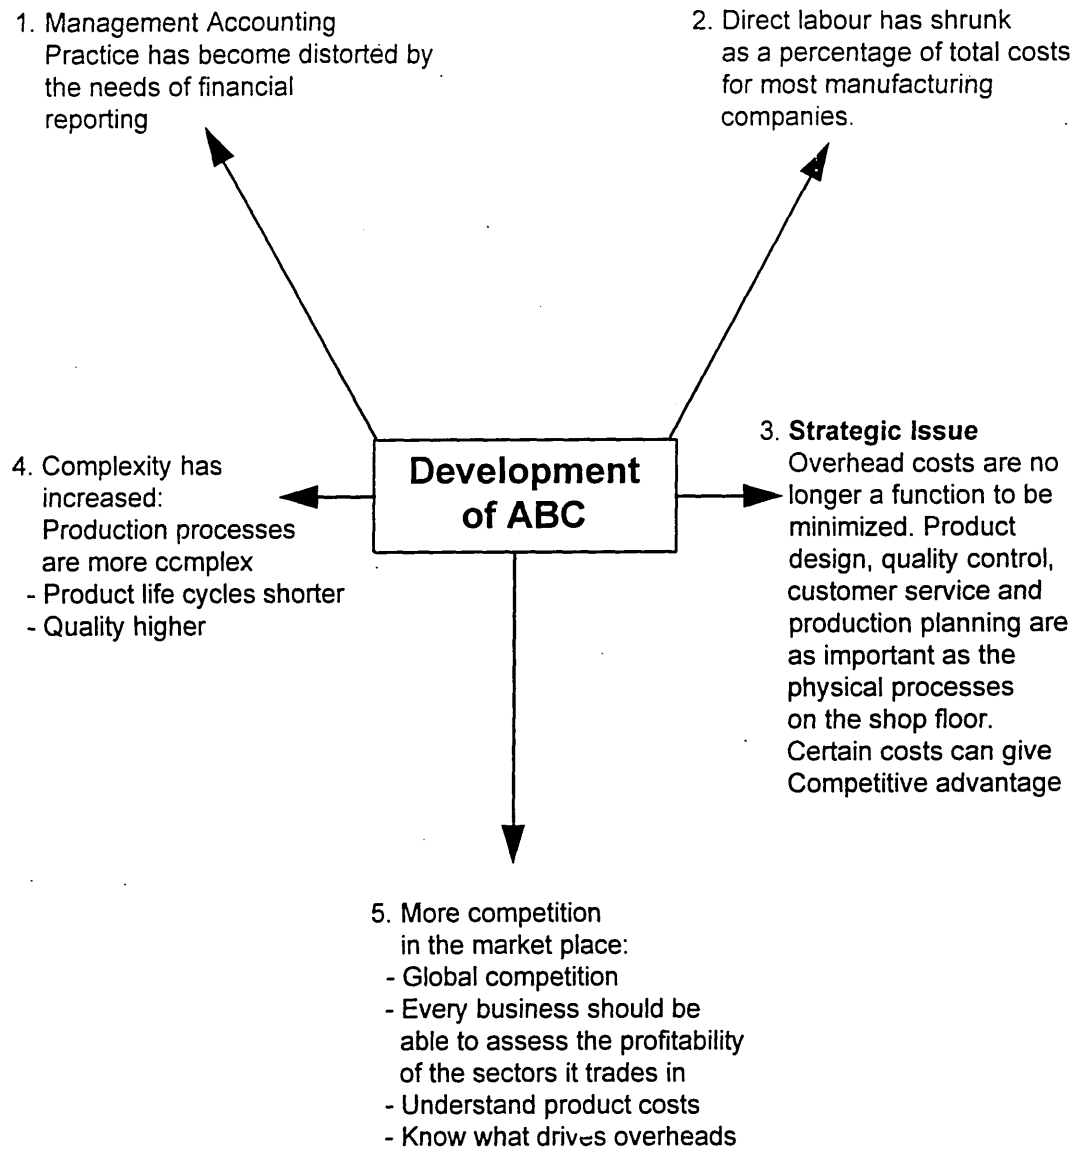 1. Management Accounting
Practice has become distorted by
the needs of financial
reporting
2. Direct labour has shrunk
as a percentage of total costs
for most manufacturing
companies.
Development
of ABC
3. Strategic Issue
Overhead costs are no
longer a function to be
minimized. Product
design, quality control,
customer service and
production planning are
as important as the
physical processes
on the shop floor.
Certain costs can give
Competitive advantage
4. Complexity has
increased:
Production processes
are more complex
- Product life cycles shorter
- Quality higher
5. More competition
in the market place:
- Global competition
- Every business should be
able to assess the profitability
of the sectors it trades in
- Understand product costs
- Know what drives overheads